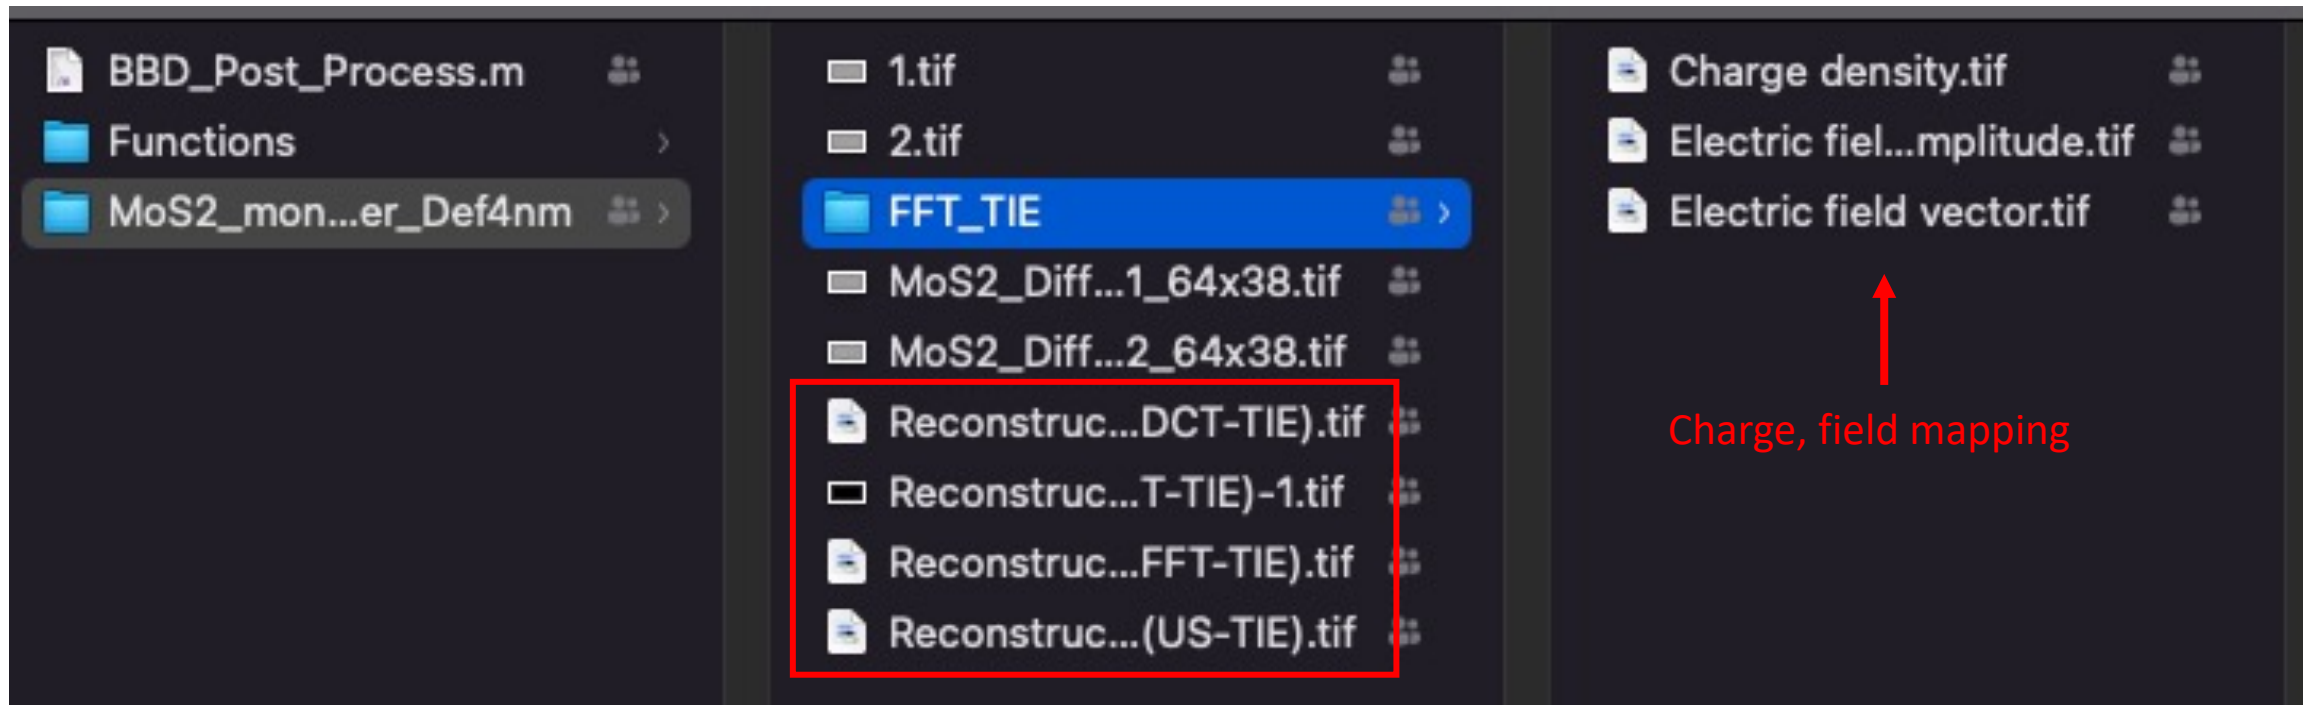 BBD_Post_Process.m
Functions
MoS2_mon...er_Def4nm
1.tif
2.tif
FFT_TIE
MoS2_Diff...1_64x38.tif
MoS2_Diff...2_64x38.tif
Reconstruc...DCT-TIE).tif
Reconstruc...T-TIE)-1.tif
Reconstruc...FFT-TIE).tif
Reconstruc...(US-TIE).tif
Charge density.tif
Electric fiel...mplitude.tif
Electric field vector.tif
Charge, field mapping